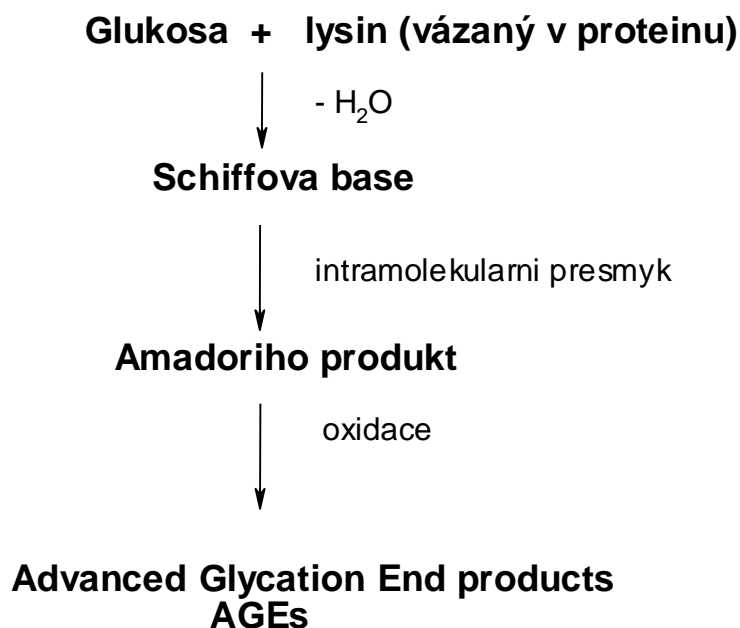 Glukosa + lysin (vázaný v proteinu)
- H₂O
Schiffova base
intramolekularni presmyk
Amadoriho produkt
oxidace
Advanced Glycation End products
AGEs